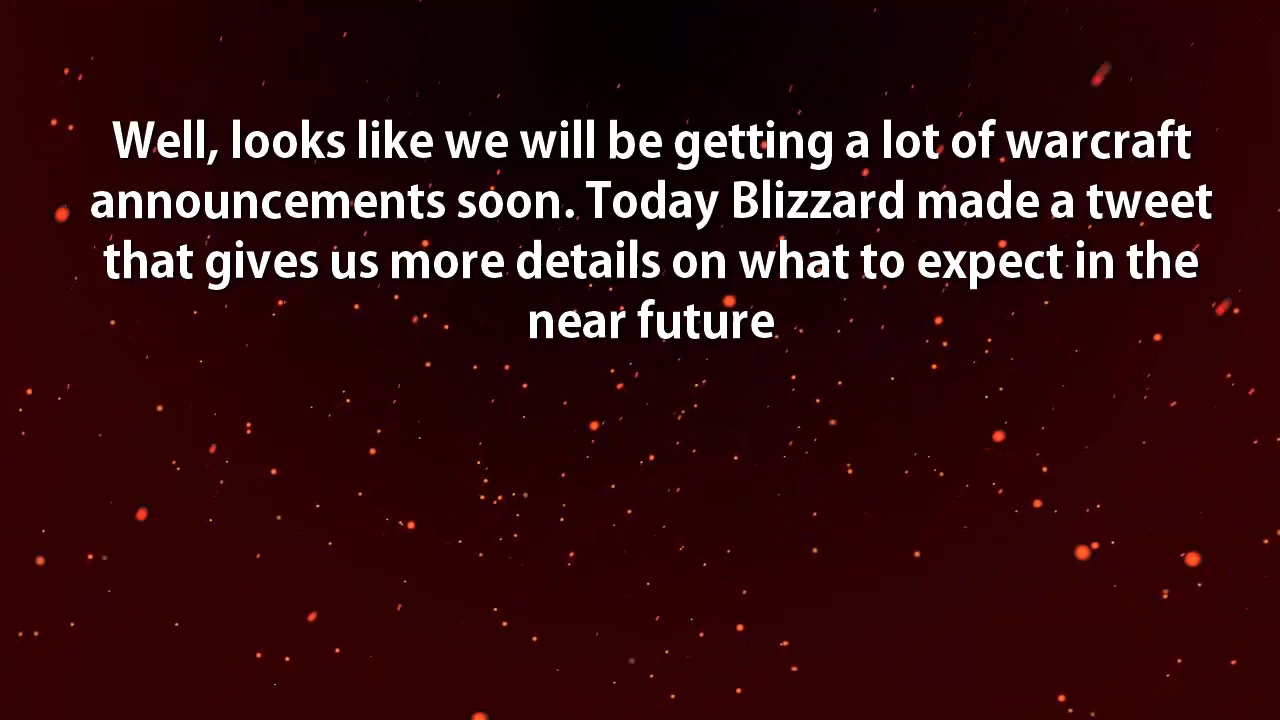 Well, looks like we will be getting a lot of warcraft
announcements soon. Today Blizzard made a tweet
that gives us more details on what to expect in the
near future